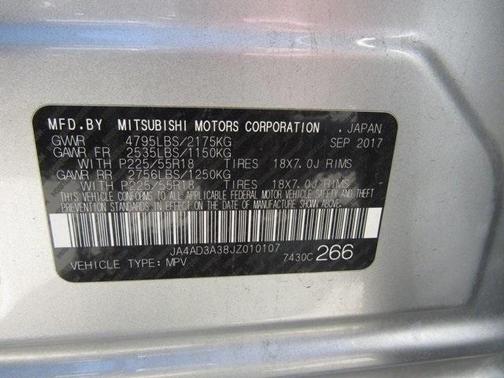 MFD.BY MITSUBISHI MOTORS CORPORATION . JAPAN
GVWR 4795LBS/2175KG SEP 2017
GAWR FR 2535LBS/1150KG
WITH P225/55R18 TIRES 18X7.0J RIMS
GAWR RR 2756LBS/1250KG
WITH P225/55R18 TIRES 18X7.0J RIMS
THIS VEHICLE CONFORMS TO ALL APPLICABLE FEDERAL MOTOR VEHICLE SAFETY AND THEFT
PREVENTION STANDARDS IN EFFECT ON THE DATE OF MANUFACTURE SHOWN ABOVE.
JA4AD3A38JZ010107
VEHICLE TYPE: MPV 7430C 266